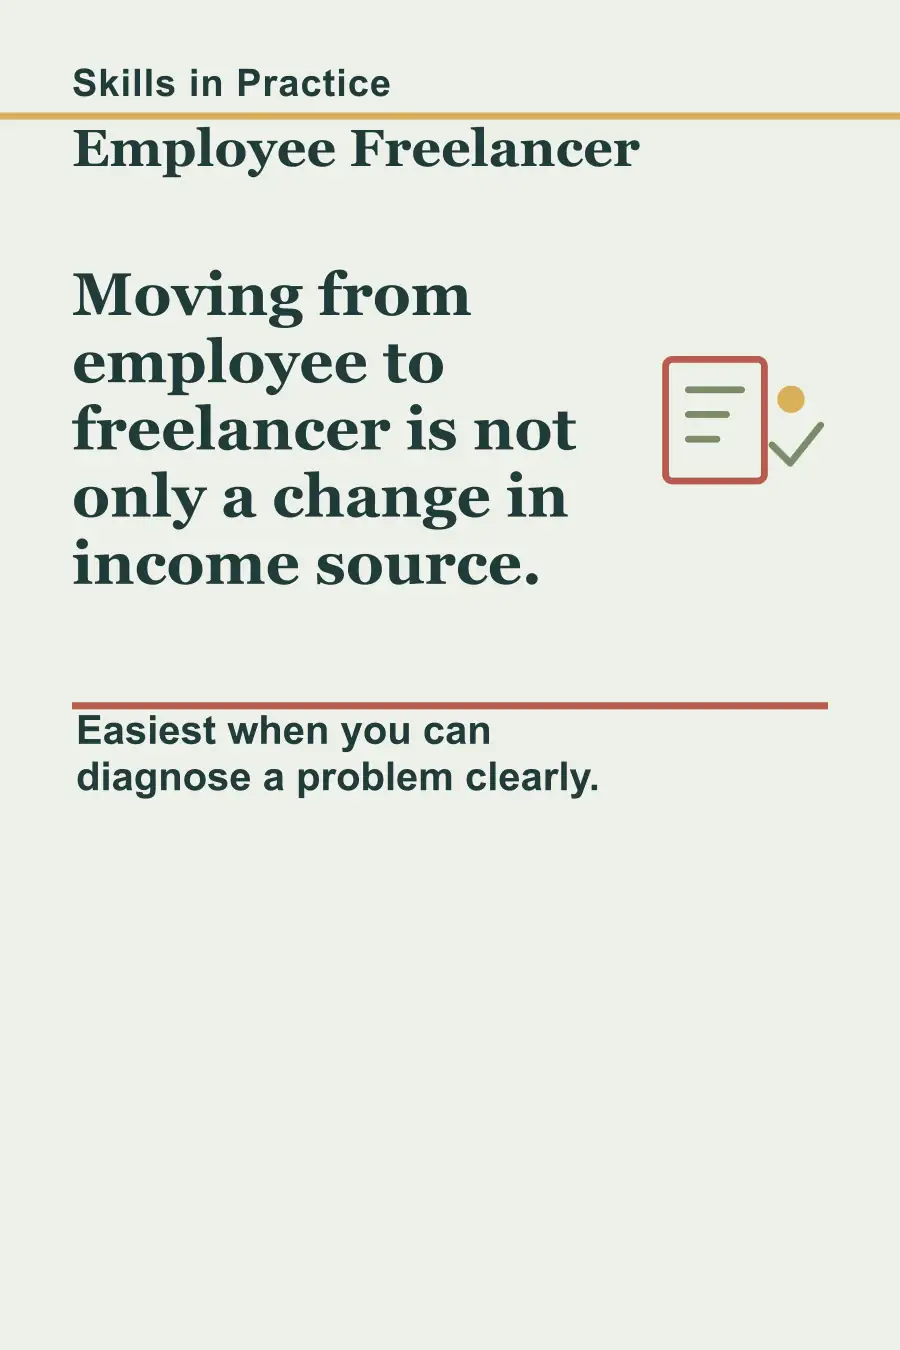 Skills in Practice
Employee Freelancer
Moving from
employee to
freelancer is not
only a change in
income source.
Easiest when you can
diagnose a problem clearly.